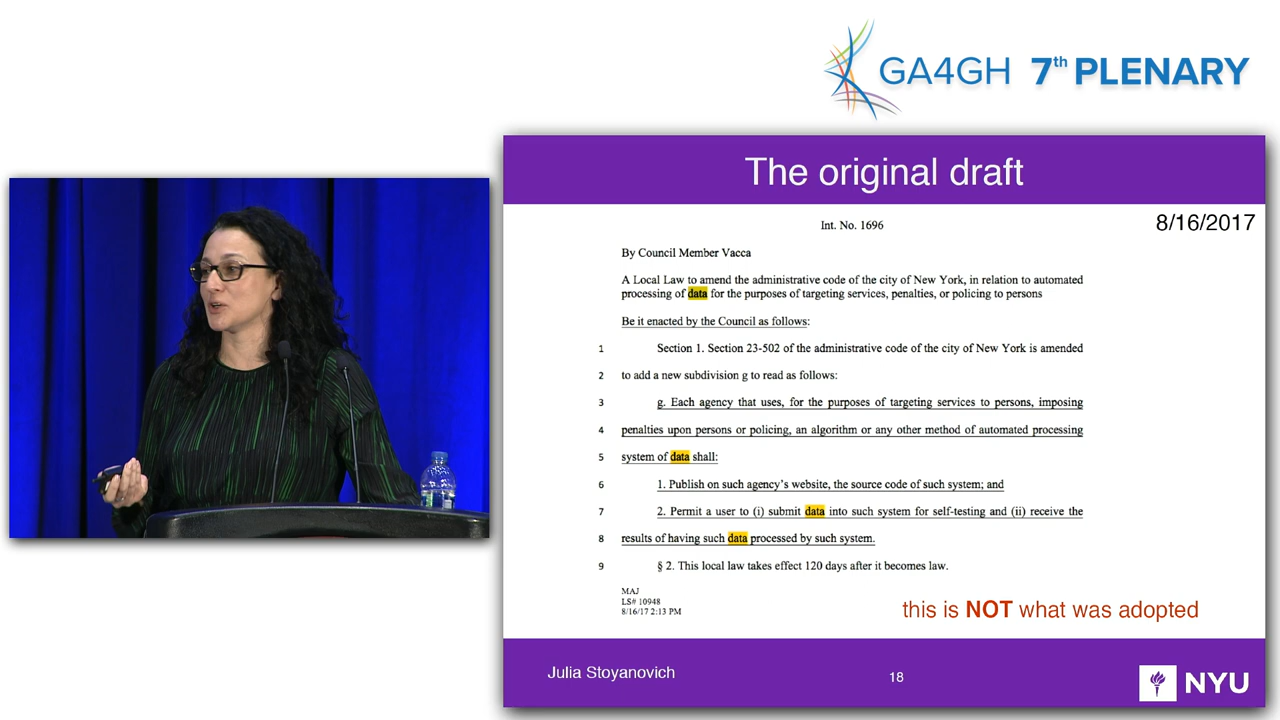 GA4GH 7th PLENARY
The original draft
8/16/2017
Int. No. 1696
By Council Member Vacca
A Local Law to amend the administrative code of the city of New York, in relation to automated
processing of data for the purposes of targeting services, penalties, or policing to persons
Be it enacted by the Council as follows:
1 Section 1. Section 23-502 of the administrative code of the city of New York is amended
2 to add a new subdivision g to read as follows:
3 g. Each agency that uses, for the purposes of targeting services to persons, imposing
4 penalties upon persons or policing, an algorithm or any other method of automated processing
5 system of data shall:
6 1. Publish on such agency's website, the source code of such system; and
7 2. Permit a user to (i) submit data into such system for self-testing and (ii) receive the
8 results of having such data processed by such system.
9 § 2. This local law takes effect 120 days after it becomes law.
MAJ
LS# 10948
8/16/17 2:13 PM
this is NOT what was adopted
Julia Stoyanovich
18
NYU